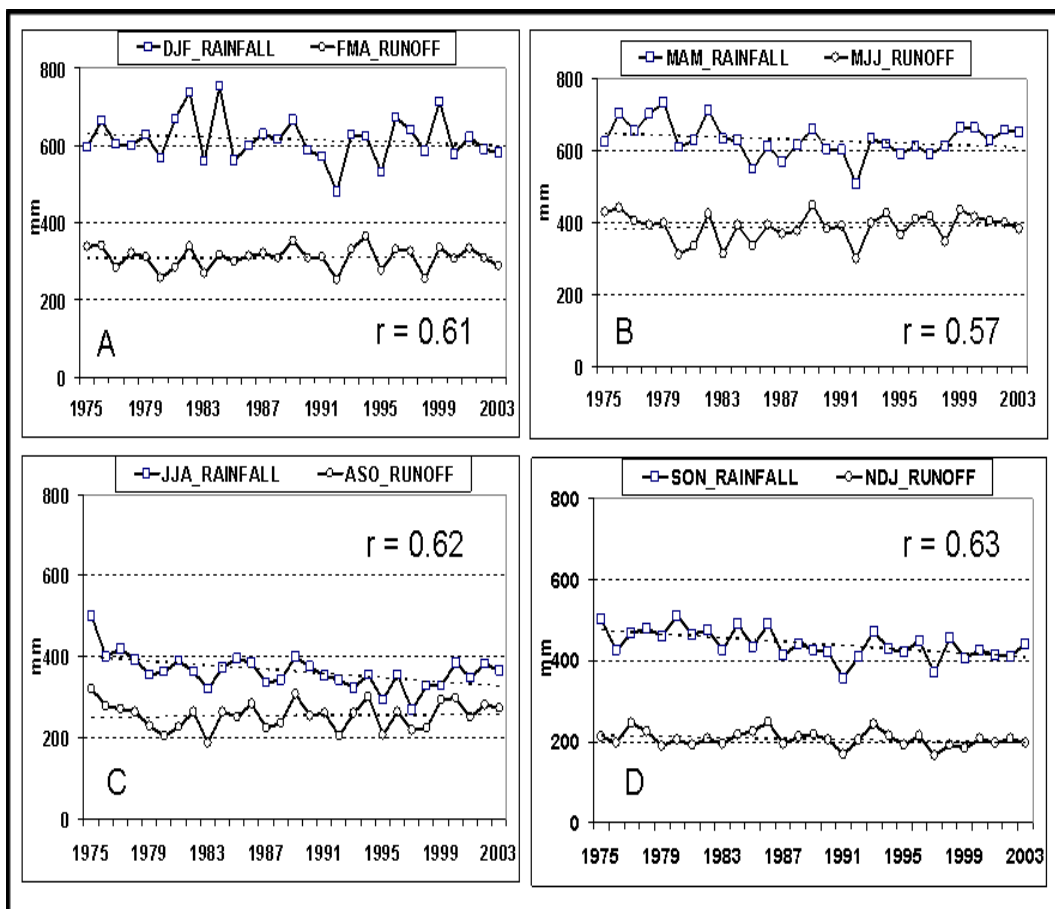 DJF_RAINFALL FMA_RUNOFF
800
600
400
200
0
mm
A
r = 0.61
1975 1979 1983 1987 1991 1995 1999 2003
MAM_RAINFALL MJJ_RUNOFF
800
600
400
200
0
mm
B
r = 0.57
1975 1979 1983 1987 1991 1995 1999 2003
JJA_RAINFALL ASO_RUNOFF
800
600
400
200
0
mm
r = 0.62
C
1975 1979 1983 1987 1991 1995 1999 2003
SON_RAINFALL NDJ_RUNOFF
800
600
400
200
0
mm
r = 0.63
D
1975 1979 1983 1987 1991 1995 1999 2003